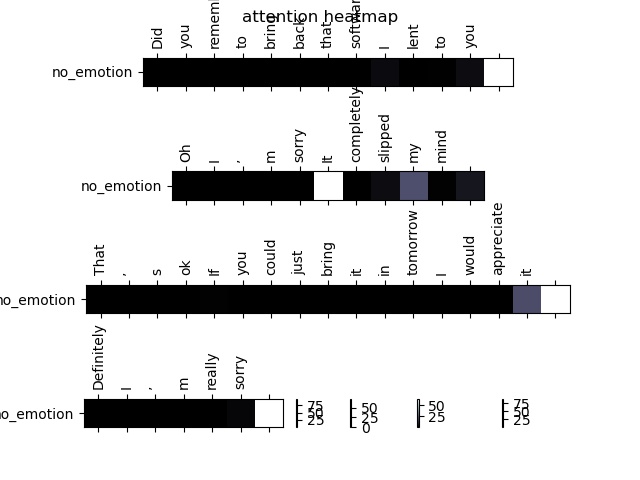 attention heatmap
Did you to bring back that I lent to you
no_emotion
Oh I ' m sorry It completely slipped my mind
no_emotion
That ' s ok If you could just bring it in tomorrow I would appreciate it
no_emotion
Definitely I ' m really sorry
no_emotion
75 50 25
50 25 0
50 25
75 50 25